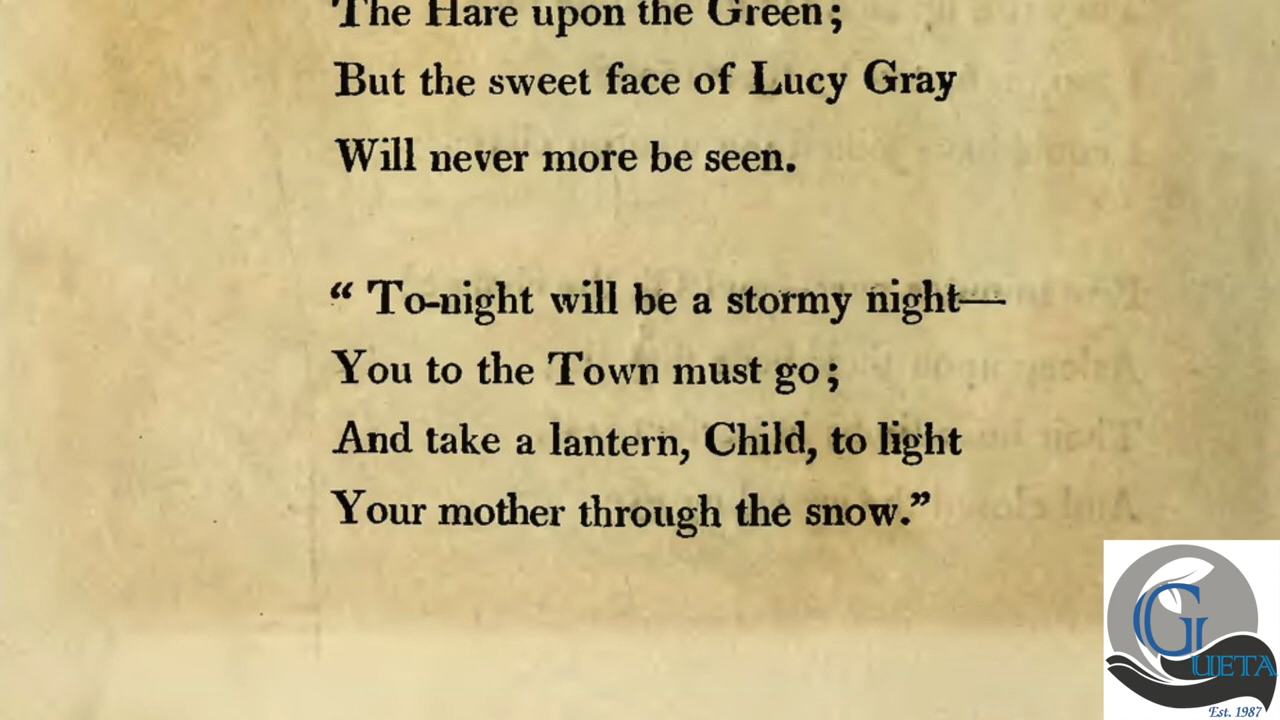 The Hare upon the Green;
But the sweet face of Lucy Gray
Will never more be seen.
“ To-night will be a stormy night—
You to the Town must go;
And take a lantern, Child, to light
Your mother through the snow.”
GUETA
Est. 1987